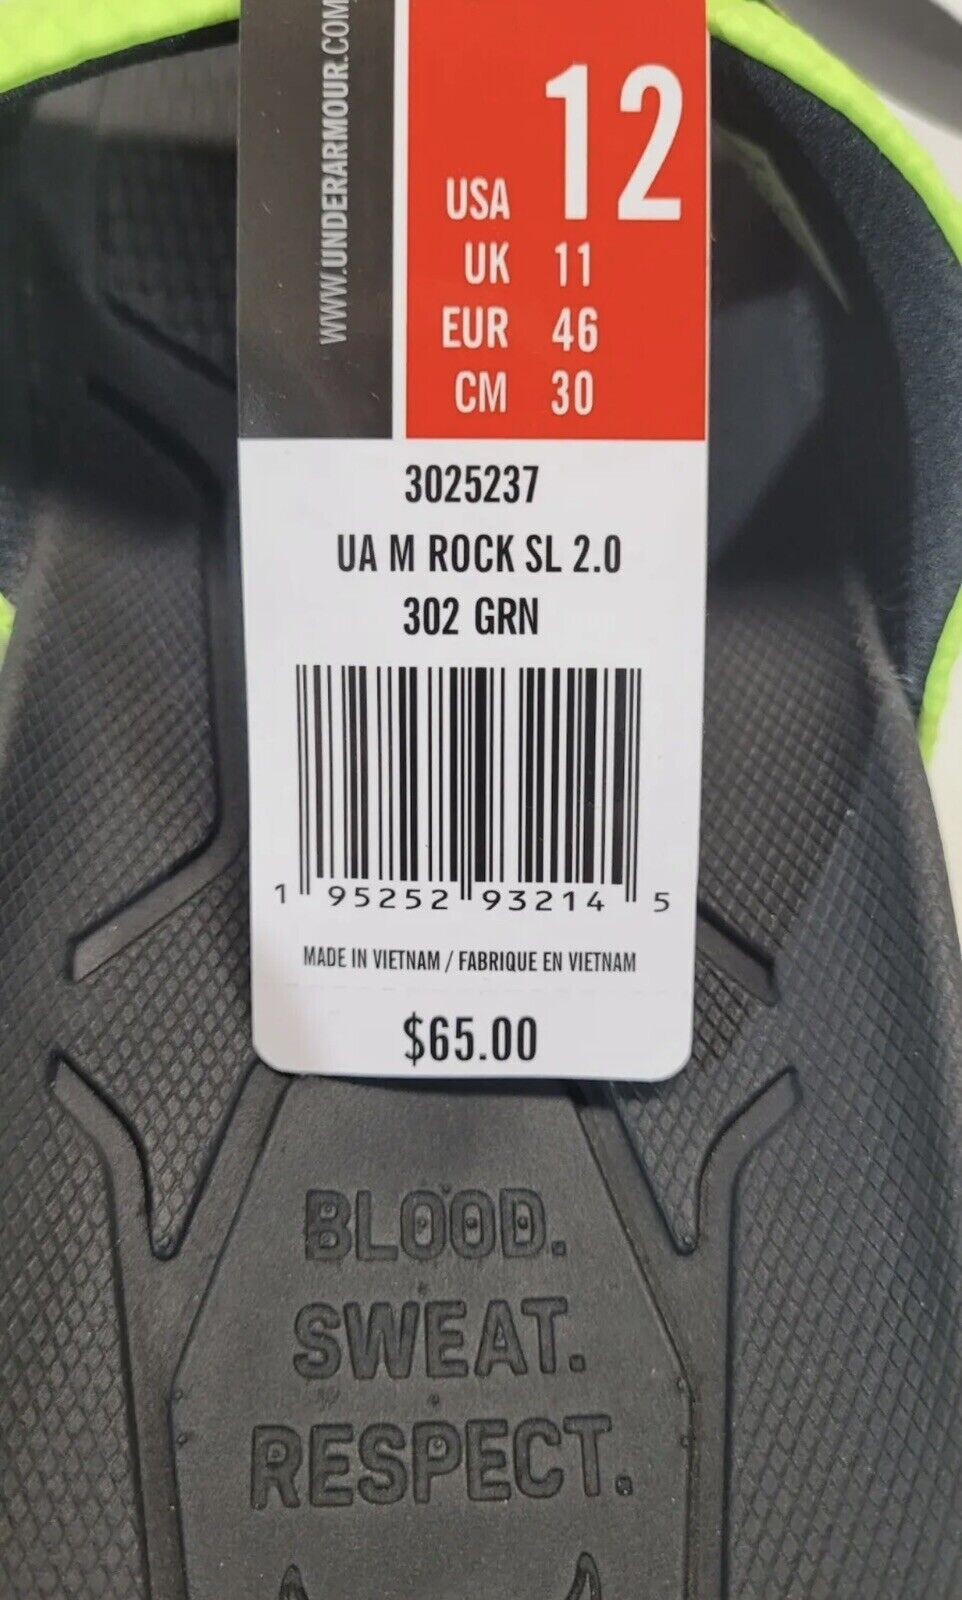 WWW.UNDERARMOUR.COM
USA 12
UK 11
EUR 46
CM 30
3025237
UA M ROCK SL 2.0
302 GRN
1 95252 93214 5
MADE IN VIETNAM / FABRIQUE EN VIETNAM
$65.00
BLOOD.
SWEAT.
RESPECT.